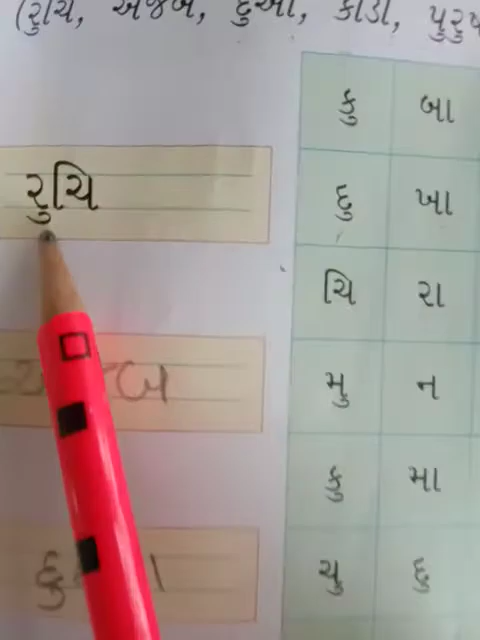 (રુચિ, અજબ, દુઆ, કીડી, પુરુષ
રુચિ
કુ બા
દુ ખા
ચિ રા
મુ ન
કુ મા
ચુ દુ